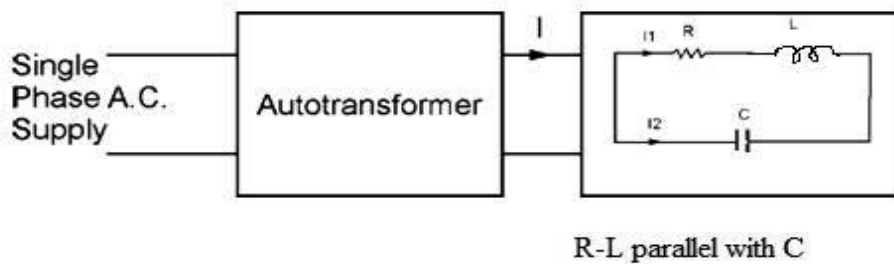 Single
Phase A.C.
Supply
Autotransformer
I
I1 R L
I2 C
R-L parallel with C